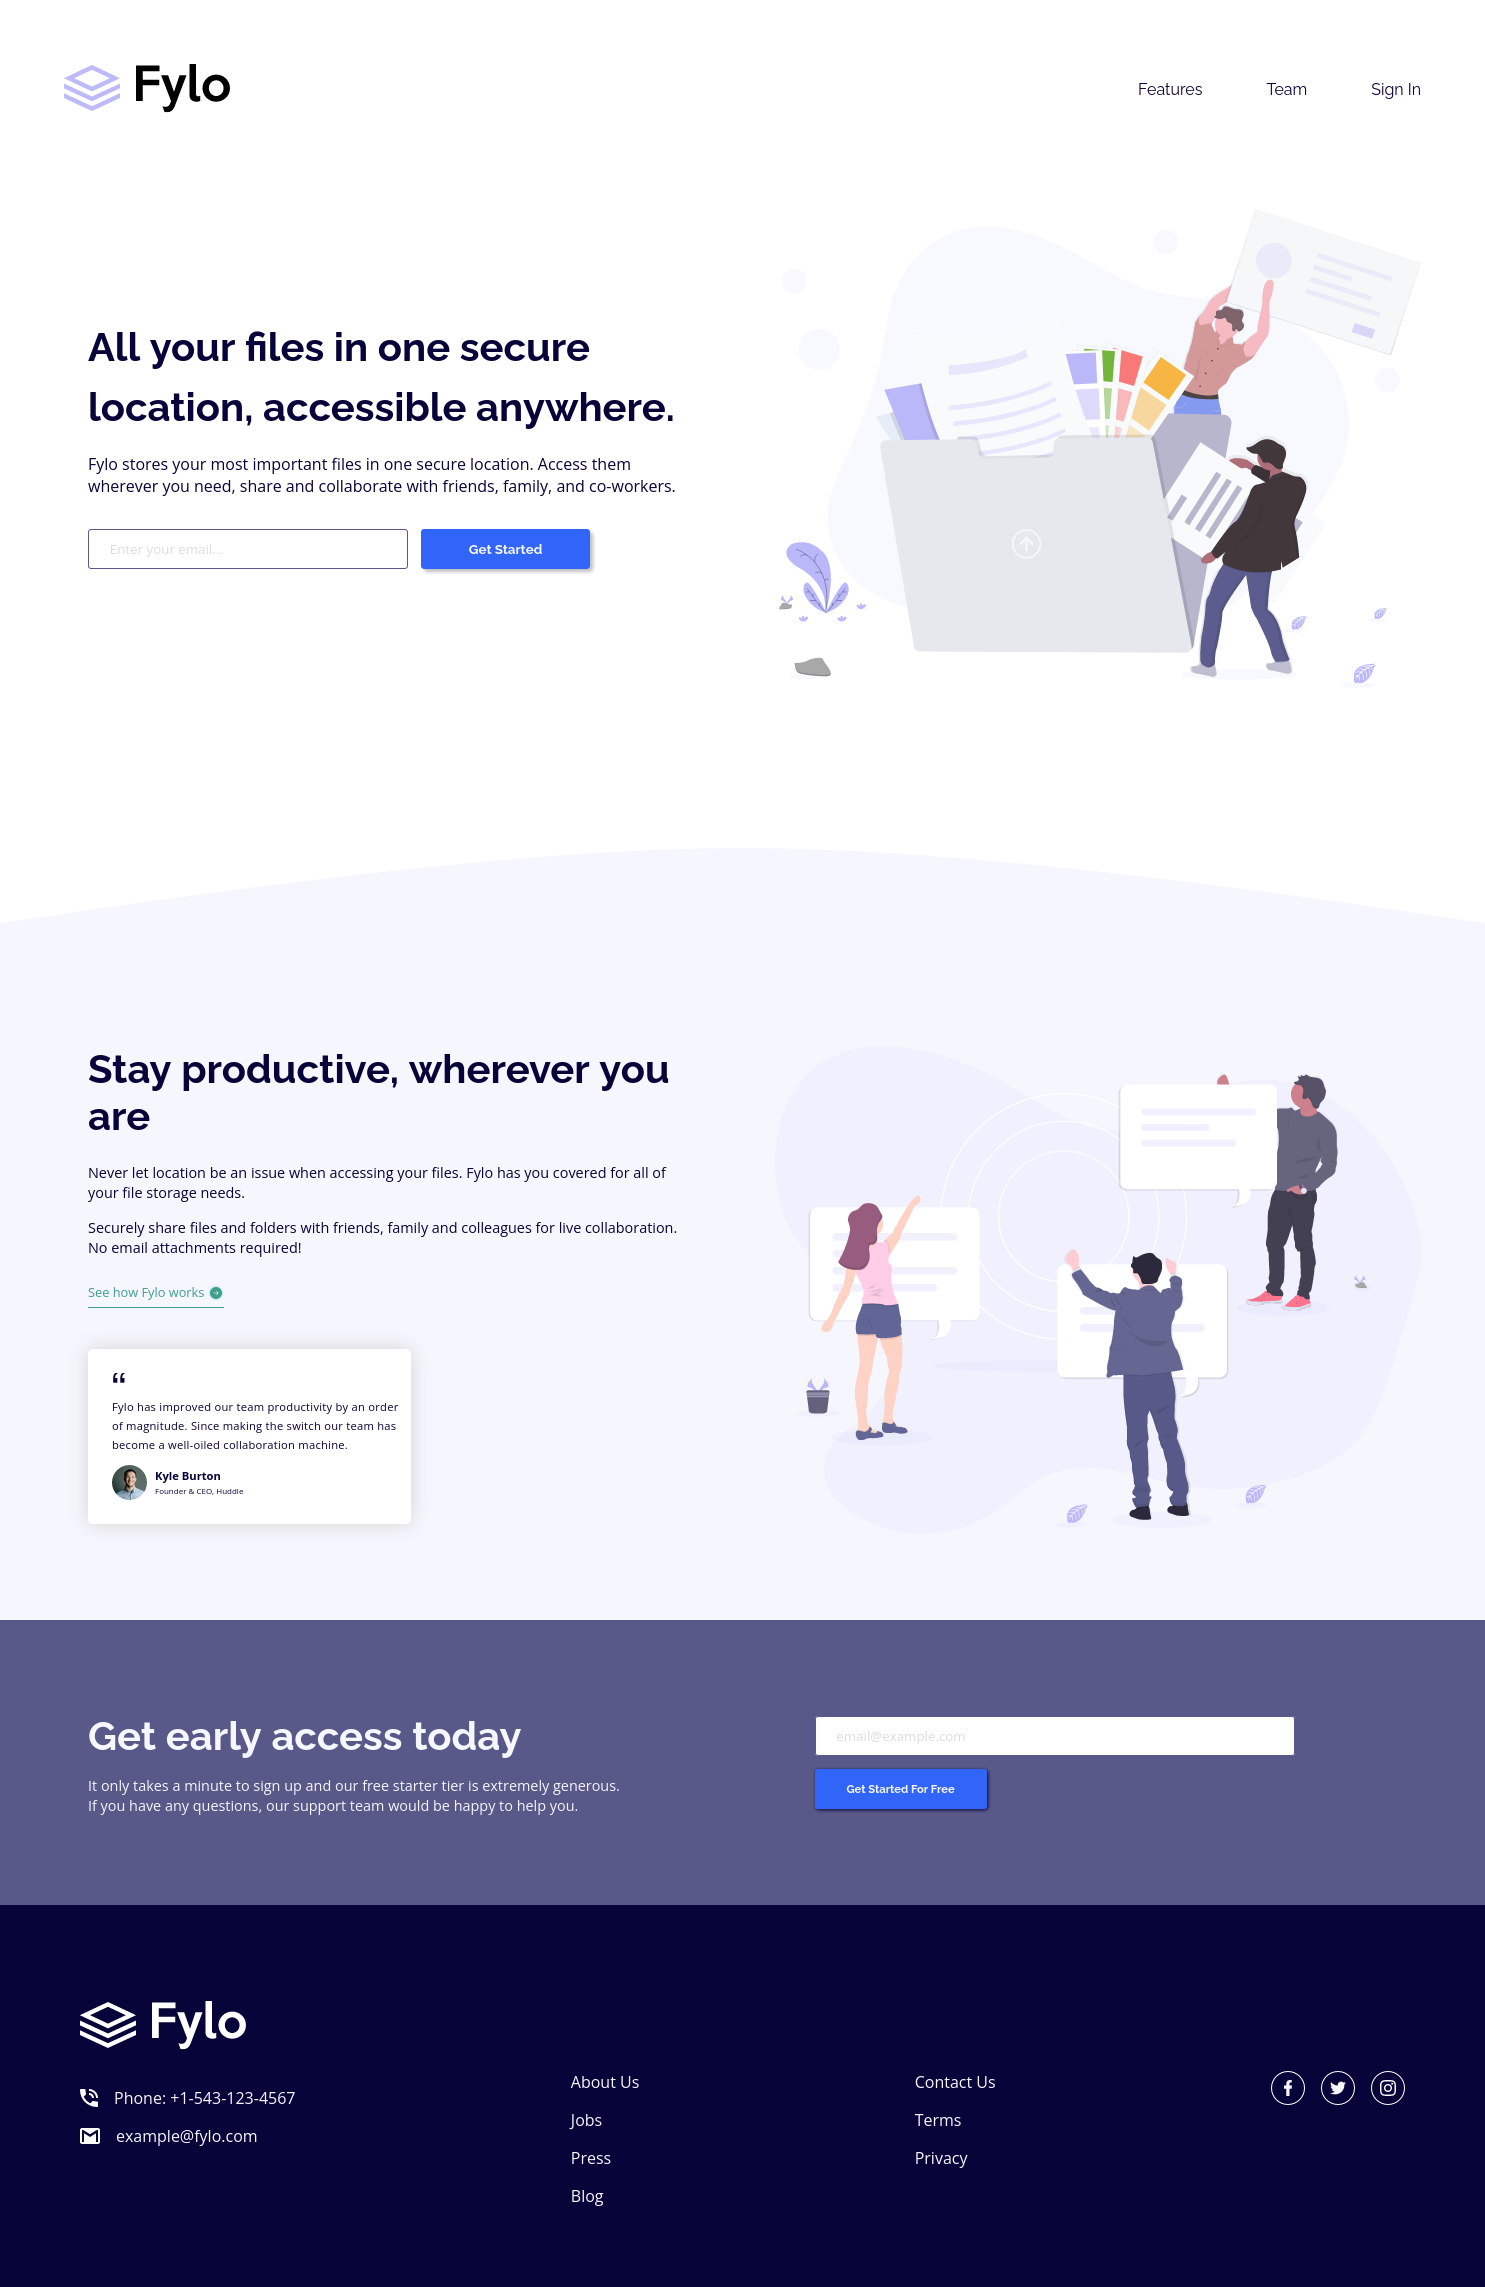 Fylo
Features
Team
Sign In
All your files in one secure
location, accessible anywhere.
Fylo stores your most important files in one secure location. Access them
wherever you need, share and collaborate with friends, family, and co-workers.
Enter your email...
Get Started
Stay productive, wherever you
are
Never let location be an issue when accessing your files. Fylo has you covered for all of
your file storage needs.
Securely share files and folders with friends, family and colleagues for live collaboration.
No email attachments required!
See how Fylo works
“
Fylo has improved our team productivity by an order
of magnitude. Since making the switch our team has
become a well-oiled collaboration machine.
Kyle Burton
Founder & CEO, Huddle
Get early access today
It only takes a minute to sign up and our free starter tier is extremely generous.
If you have any questions, our support team would be happy to help you.
email@example.com
Get Started For Free
Fylo
Phone: +1-543-123-4567
example@fylo.com
About Us
Jobs
Press
Blog
Contact Us
Terms
Privacy